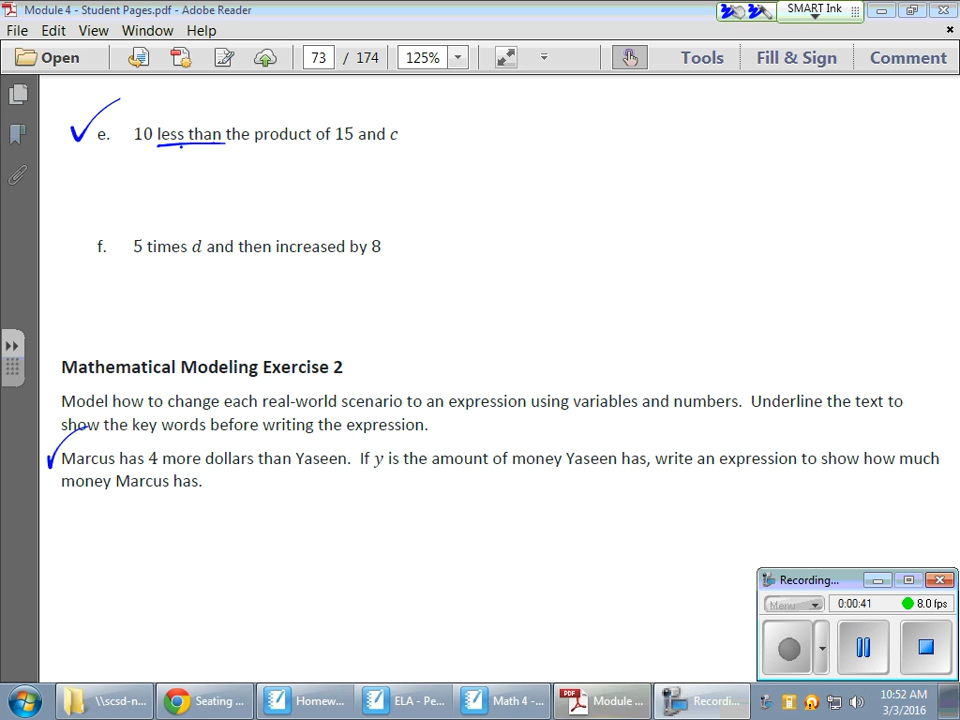 Module 4 - Student Pages.pdf - Adobe Reader
SMART Ink
File Edit View Window Help
Open 73 / 174 125% Tools Fill & Sign Comment
e. 10 less than the product of 15 and c
f. 5 times d and then increased by 8
Mathematical Modeling Exercise 2
Model how to change each real-world scenario to an expression using variables and numbers. Underline the text to
show the key words before writing the expression.
Marcus has 4 more dollars than Yaseen. If y is the amount of money Yaseen has, write an expression to show how much
money Marcus has.
Recording...
Menu 0:00:41 8.0 fps
\\scsd-n... Seating ... Homew... ELA - Pe... Math 4 -... Module ... Recordi... 10:52 AM
3/3/2016